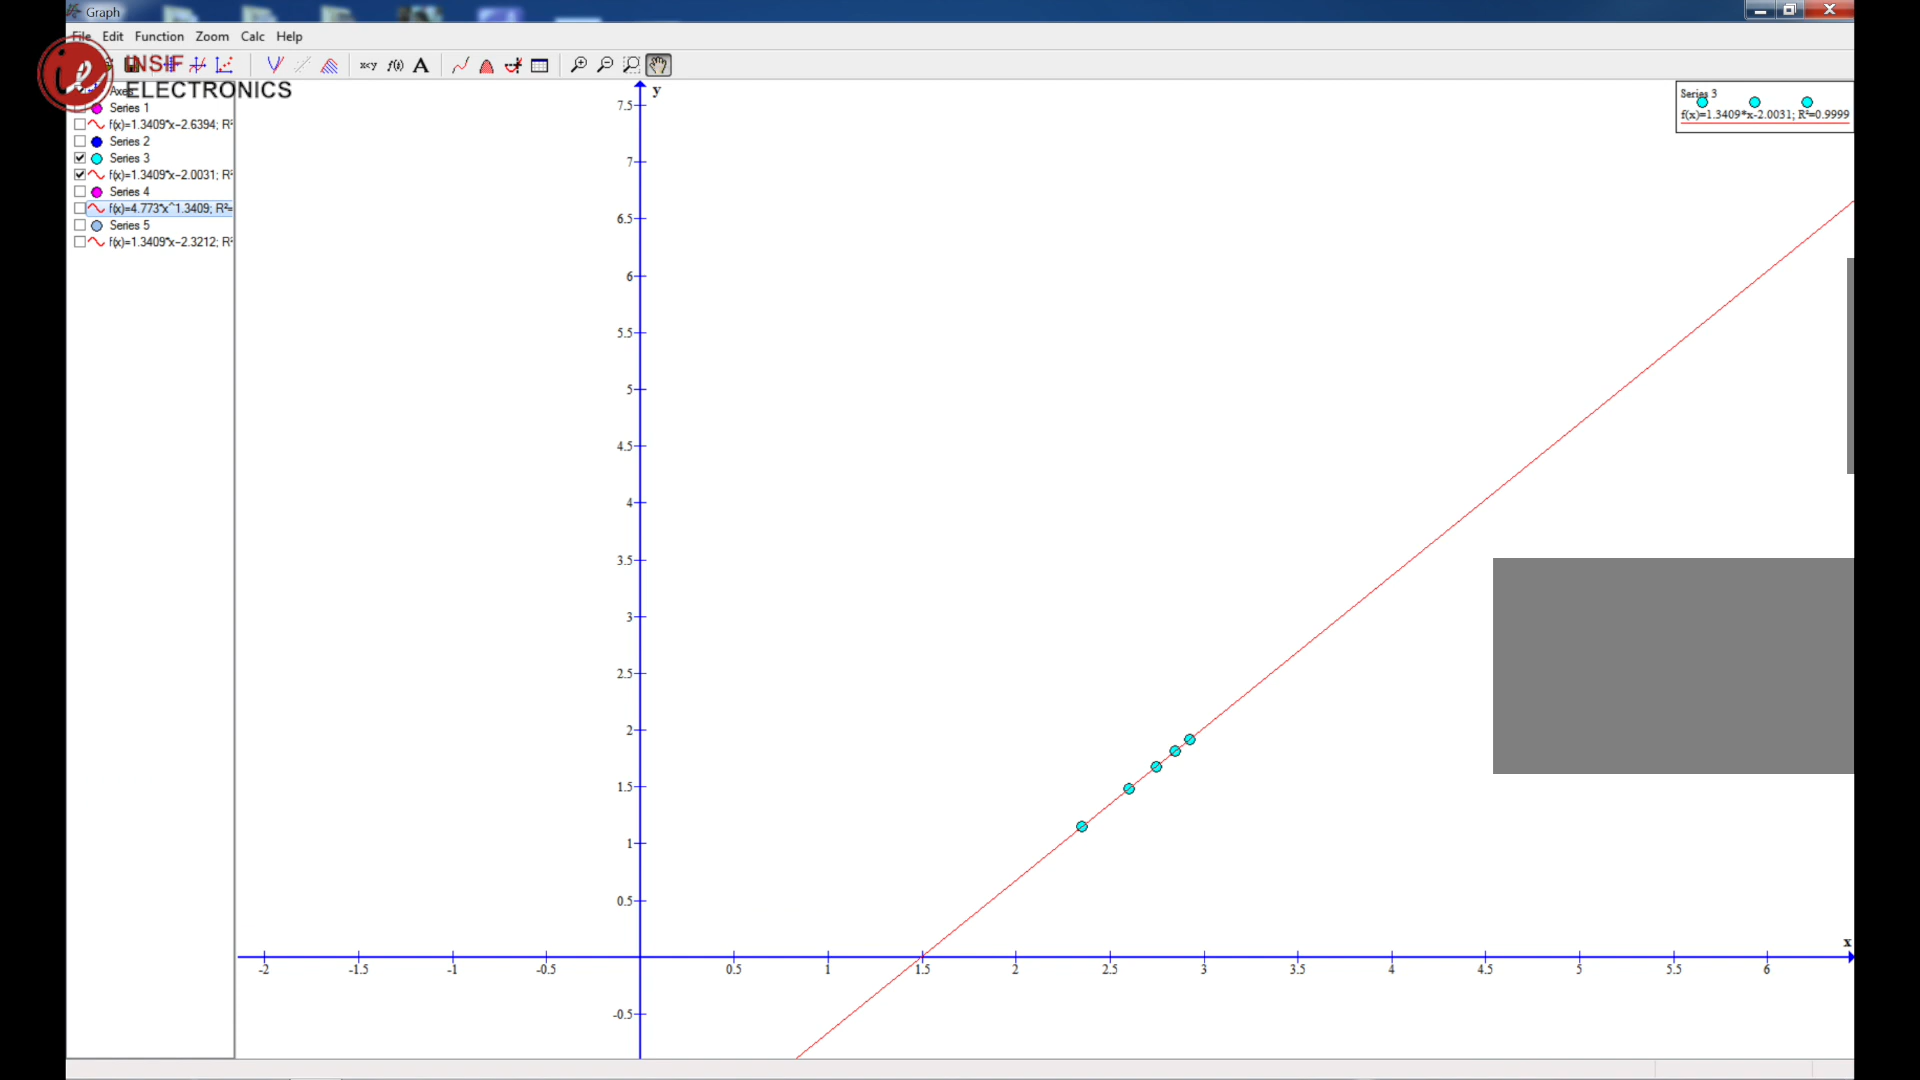 Graph
File Edit Function Zoom Calc Help
INSIF
ELECTRONICS
Axes
Series 1
f(x)=1.3409*x-2.6394; R²
Series 2
Series 3
f(x)=1.3409*x-2.0031; R²
Series 4
f(x)=4.773*x^1.3409; R²=
Series 5
f(x)=1.3409*x-2.3212; R²
y
Series 3
f(x)=1.3409*x-2.0031; R²=0.9999
7.5
7
6.5
6
5.5
5
4.5
4
3.5
3
2.5
2
1.5
1
0.5
x
-2 -1.5 -1 -0.5 0.5 1 1.5 2 2.5 3 3.5 4 4.5 5 5.5 6
-0.5